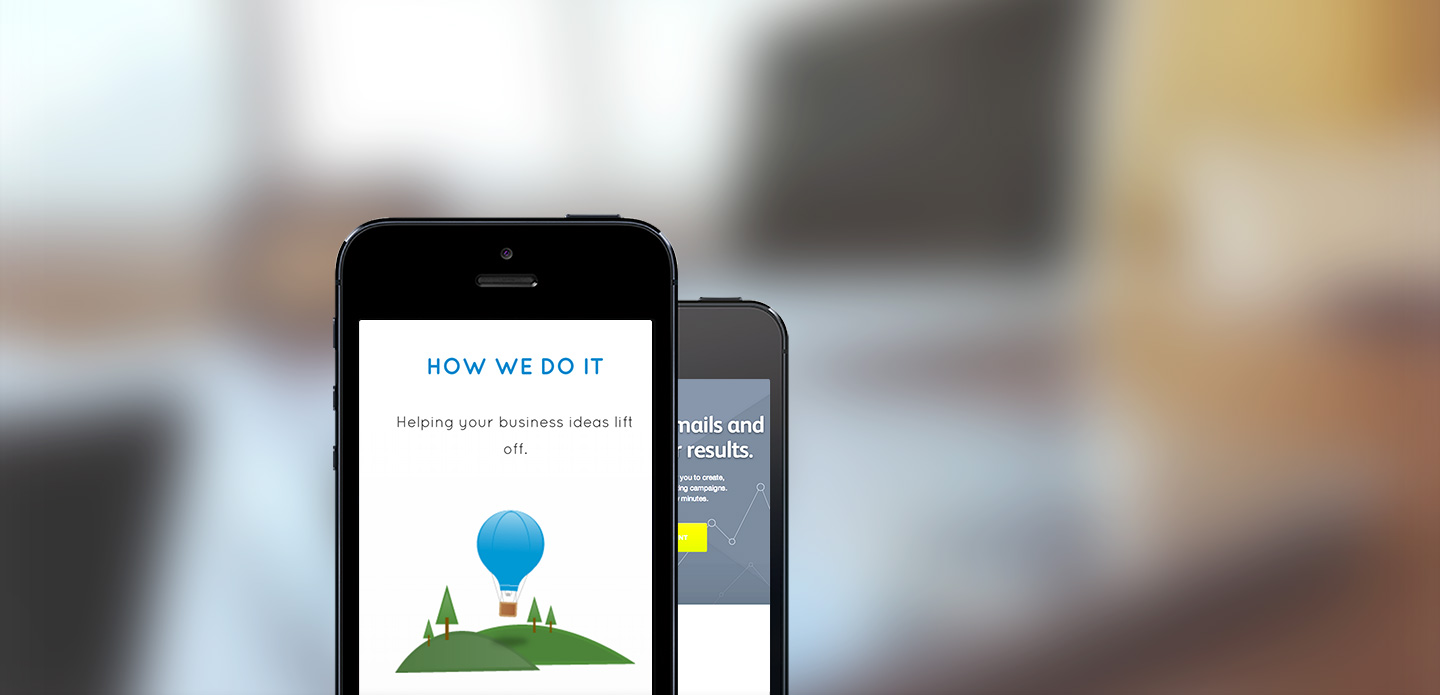 HOW WE DO IT
Helping your business ideas lift
off.
mails and
r results.
you to create,
ing campaigns.
minutes.
NT